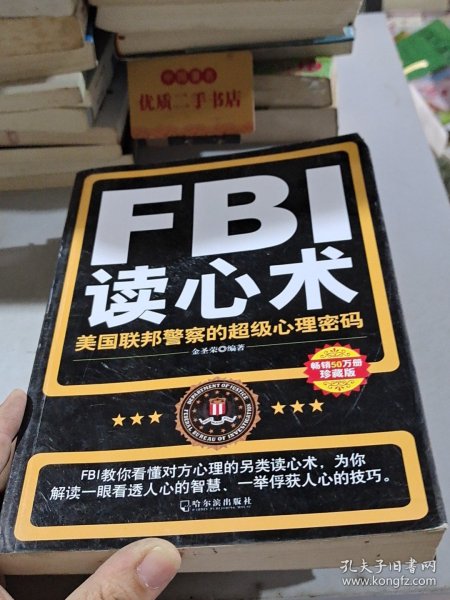 优质二手书店
FBI
读心术
美国联邦警察的超级心理密码
金圣荣 编著
畅销50万册
珍藏版
DEPARTMENT OF JUSTICE
FEDERAL BUREAU OF INVESTIGATION
FBI教你看懂对方心理的另类读心术，为你
解读一眼看透人心的智慧、一举俘获人心的技巧。
哈尔滨出版社
HARBIN PUBLISHING HOUSE
孔夫子旧书网
www.kongfz.com